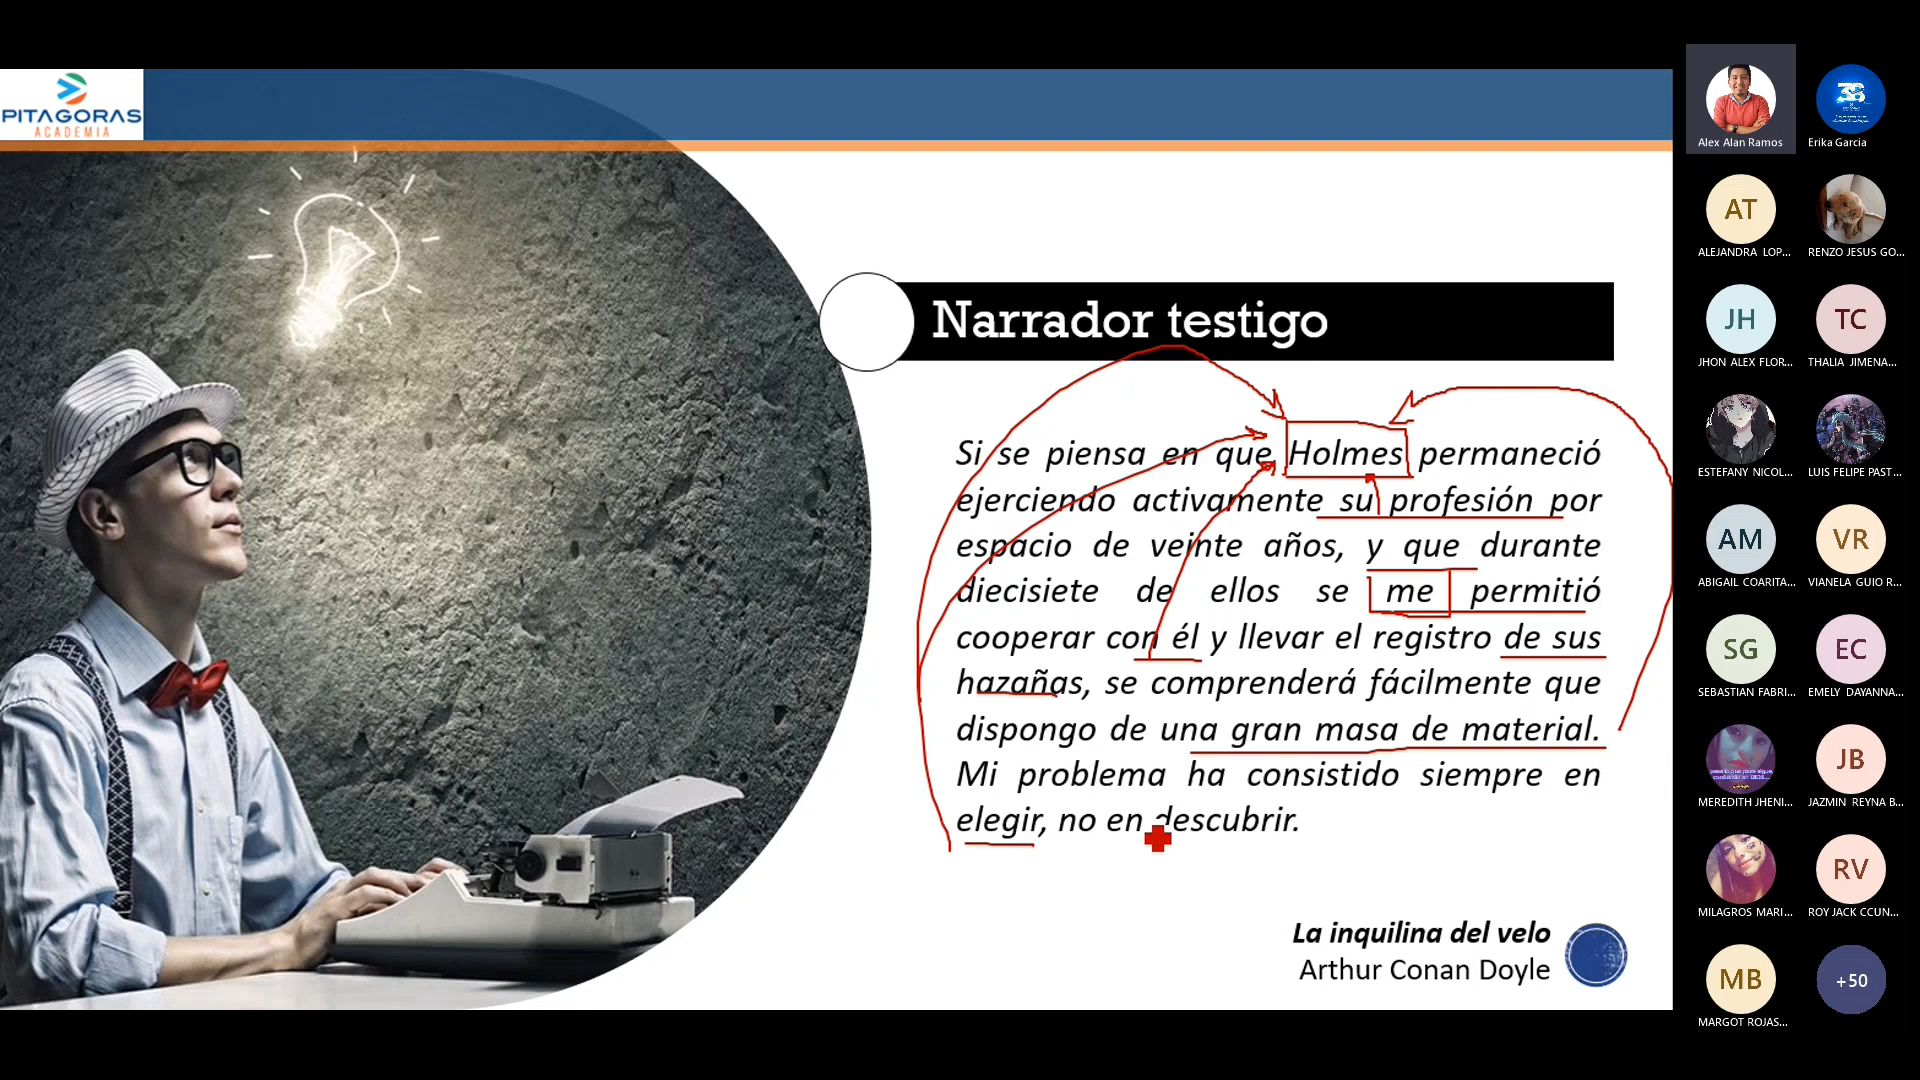 PITAGORAS
ACADEMIA
Narrador testigo
Si se piensa en que Holmes permaneció
ejerciendo activamente su profesión por
espacio de veinte años, y que durante
diecisiete de ellos se me permitió
cooperar con él y llevar el registro de sus
hazañas, se comprenderá fácilmente que
dispongo de una gran masa de material.
Mi problema ha consistido siempre en
elegir, no en descubrir.
La inquilina del velo
Arthur Conan Doyle
Alex Alan Ramos
Erika Garcia
AT
ALEJANDRA LOP...
RENZO JESUS GO...
JH
JHON ALEX FLOR...
TC
THALIA JIMENA...
ESTEFANY NICOL...
LUIS FELIPE PAST...
AM
ABIGAIL COARITA...
VR
VIANELA GUIO R...
SG
SEBASTIAN FABRI...
EC
EMELY DAYANNA...
MEREDITH JHENI...
JB
JAZMIN REYNA B...
MILAGROS MARI...
RV
ROY JACK CCUN...
MB
MARGOT ROJAS...
+50